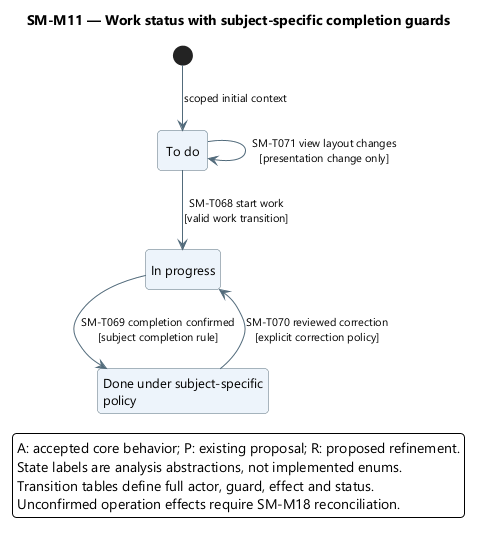 SM-M11 — Work status with subject-specific completion guards
scoped initial context
To do
SM-T071 view layout changes
[presentation change only]
SM-T068 start work
[valid work transition]
In progress
SM-T069 completion confirmed
[subject completion rule]
SM-T070 reviewed correction
[explicit correction policy]
Done under subject-specific
policy
A: accepted core behavior; P: existing proposal; R: proposed refinement.
State labels are analysis abstractions, not implemented enums.
Transition tables define full actor, guard, effect and status.
Unconfirmed operation effects require SM-M18 reconciliation.